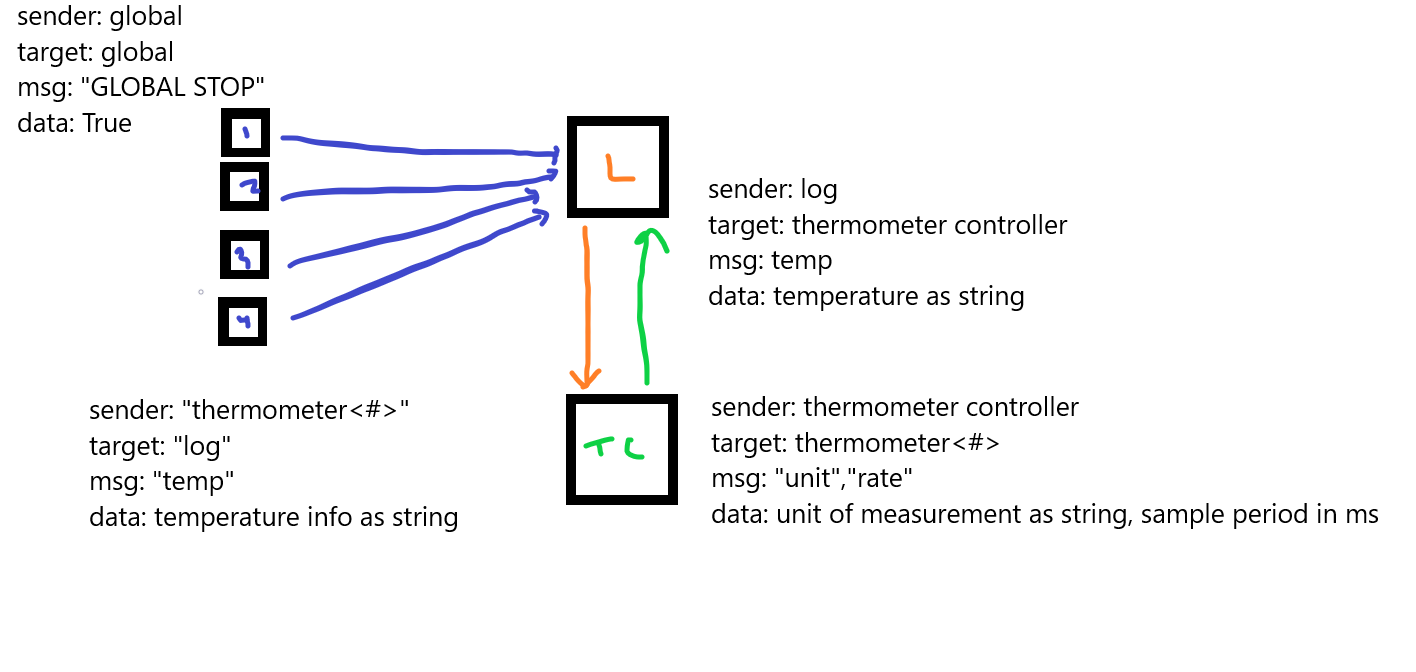 sender: global
target: global
msg: "GLOBAL STOP"
data: True
1
2
3
4
L
sender: log
target: thermometer controller
msg: temp
data: temperature as string
TC
sender: "thermometer<#>"
target: "log"
msg: "temp"
data: temperature info as string
sender: thermometer controller
target: thermometer<#>
msg: "unit","rate"
data: unit of measurement as string, sample period in ms